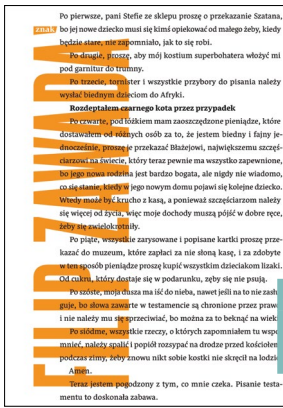 Po pierwsze, pani Stefie ze sklepu proszę o przekazanie Szatana,
znak
bo jej nowe dziecko musi się kimś opiekować od małego żeby, kiedy
będzie stare, nie zapomniało, jak to się robi.
Po drugie, proszę, aby mój kostium superbohatera włożyć mi
pod garnitur do trumny.
Po trzecie, tornister i wszystkie przybory do pisania należy
wysłać biednym dzieciom do Afryki.
Rozdeptałem czarnego kota przez przypadek
Po czwarte, pod łóżkiem mam zaoszczędzone pieniądze, które
dostawałem od różnych osób za to, że jestem biedny i fajny je-
dnocześnie, proszę je przekazać Błażejowi, największemu szczęś-
ciarzowi na świecie, który teraz pewnie ma wszystko zapewnione,
bo jego nowa rodzina jest bardzo bogata, ale nigdy nie wiadomo,
co się stanie, kiedy w jego nowym domu pojawi się kolejne dziecko.
Wtedy może być krucho z kasą, a ponieważ szczęściarzom należy
się więcej od życia, więc moje dochody muszą pójść w dobre ręce,
żeby się zwielokrotniły.
Po piąte, wszystkie zarysowane i popisane kartki proszę prze-
kazać do muzeum, które zapłaci za nie słoną kasę, i za zdobyte
w ten sposób pieniądze proszę kupić wszystkim dzieciakom lizaki.
Od cukru, który dostaje się w podarunku, zęby się nie psują.
Po szóste, moja dusza ma iść do nieba, nawet jeśli na to nie zasłu-
guje, bo słowa zawarte w testamencie są chronione przez prawo
i nie należy mu się sprzeciwiać, bo można za to beknąć na wieki
Po siódme, wszystkie rzeczy, o których zapomniałem tu wspo
mnieć, należy spalić i popiół rozsypać na drodze przed kościołem
podczas zimy, żeby znowu nikt sobie kostki nie skręcił na lodzie
Amen.
Teraz jestem pogodzony z tym, co mnie czeka. Pisanie testa-
mentu to doskonała zabawa.
FILIP ZAWADA